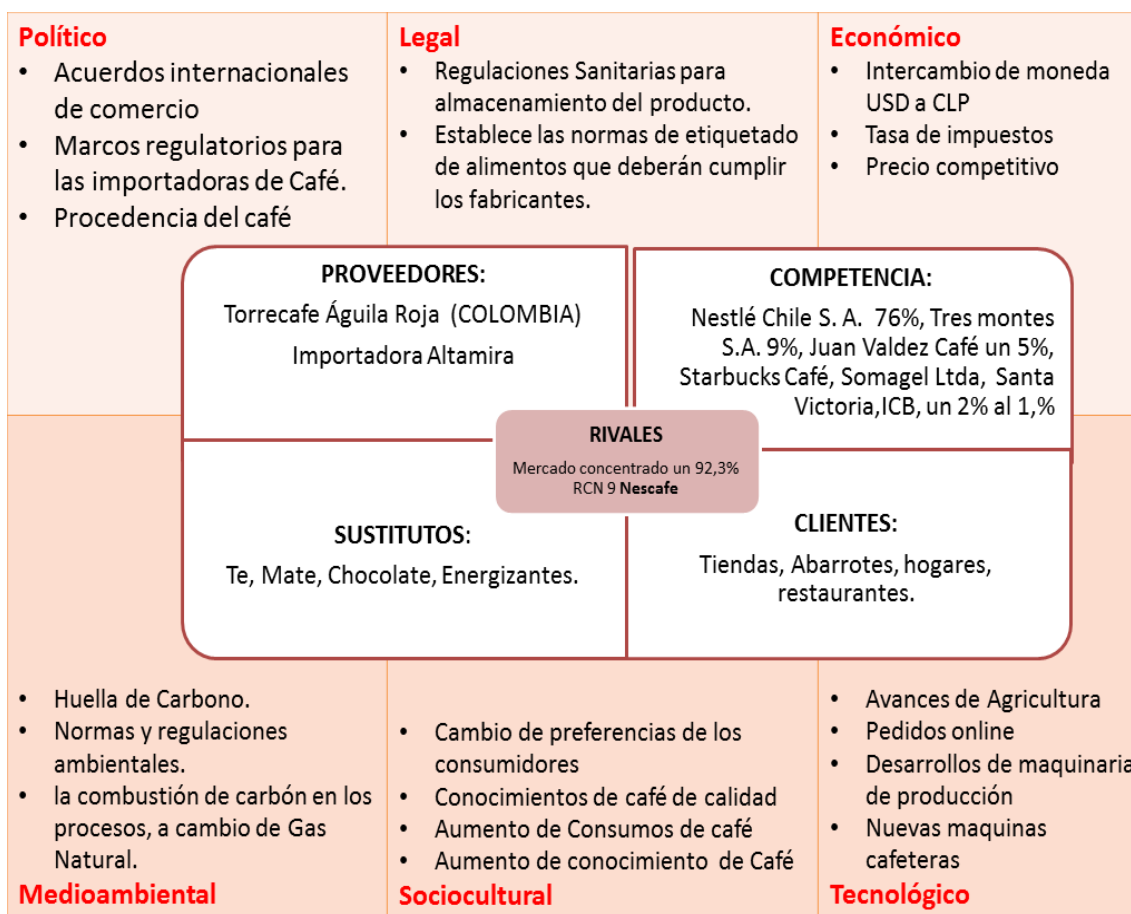 Político
• Acuerdos internacionales
de comercio
• Marcos regulatorios para
las importadoras de Café.
• Procedencia del café
Legal
• Regulaciones Sanitarias para
almacenamiento del producto.
• Establece las normas de etiquetado
de alimentos que deberán cumplir
los fabricantes.
Económico
• Intercambio de moneda
USD a CLP
• Tasa de impuestos
• Precio competitivo
PROVEEDORES:
Torrecafe Águila Roja (COLOMBIA)
Importadora Altamira
COMPETENCIA:
Nestlé Chile S. A. 76%, Tres montes
S.A. 9%, Juan Valdez Café un 5%,
Starbucks Café, Somagel Ltda, Santa
Victoria,ICB, un 2% al 1,%
RIVALES
Mercado concentrado un 92,3%
RCN 9 Nescafe
SUSTITUTOS:
Te, Mate, Chocolate, Energizantes.
CLIENTES:
Tiendas, Abarrotes, hogares,
restaurantes.
• Huella de Carbono.
• Normas y regulaciones
ambientales.
• la combustión de carbón en los
procesos, a cambio de Gas
Natural.
Medioambiental
• Cambio de preferencias de los
consumidores
• Conocimientos de café de calidad
• Aumento de Consumos de café
• Aumento de conocimiento de Café
Sociocultural
• Avances de Agricultura
• Pedidos online
• Desarrollos de maquinaria
de producción
• Nuevas maquinas
cafeteras
Tecnológico